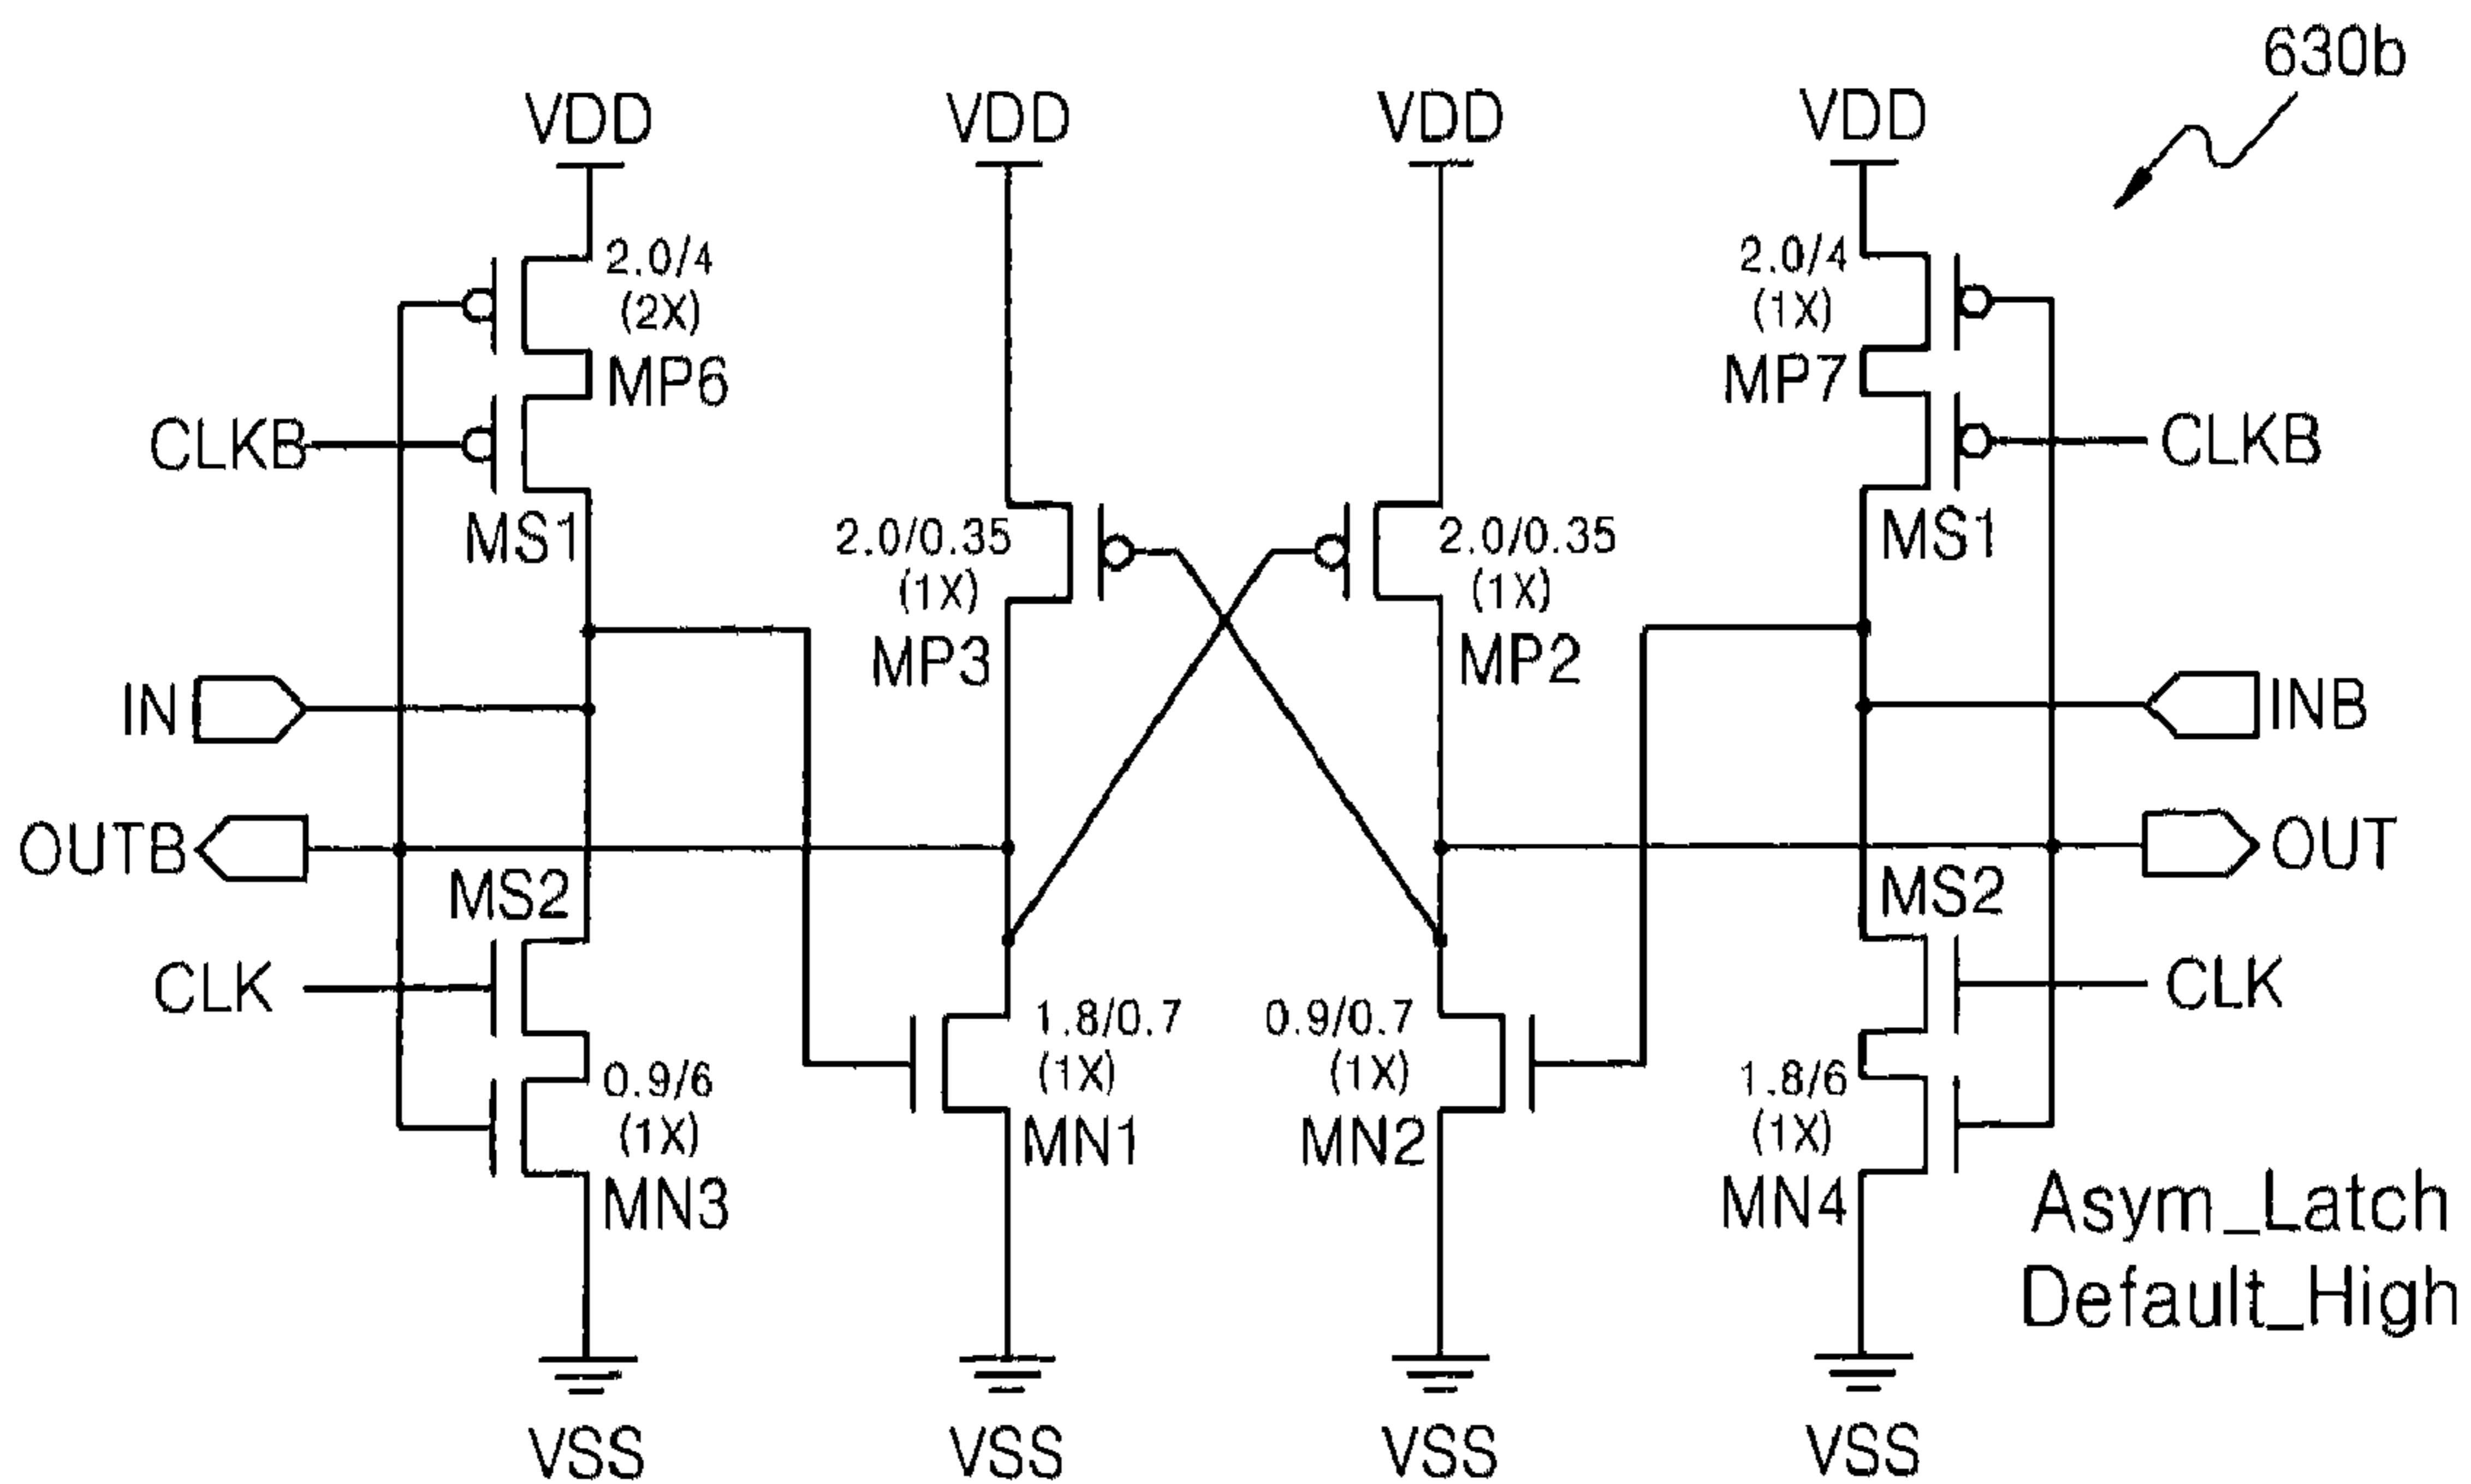 630b
VDD
VDD
VDD
VDD
2.0/4
(2X)
MP6
2.0/4
(1X)
MP7
CLKB
CLKB
MS1
2.0/0.35
(1X)
MP3
2.0/0.35
(1X)
MP2
MS1
IN
INB
OUTB
OUT
MS2
MS2
CLK
CLK
0.9/6
(1X)
MN3
1.8/0.7
(1X)
MN1
0.9/0.7
(1X)
MN2
1.8/6
(1X)
MN4
Asym_Latch
Default_High
VSS
VSS
VSS
VSS